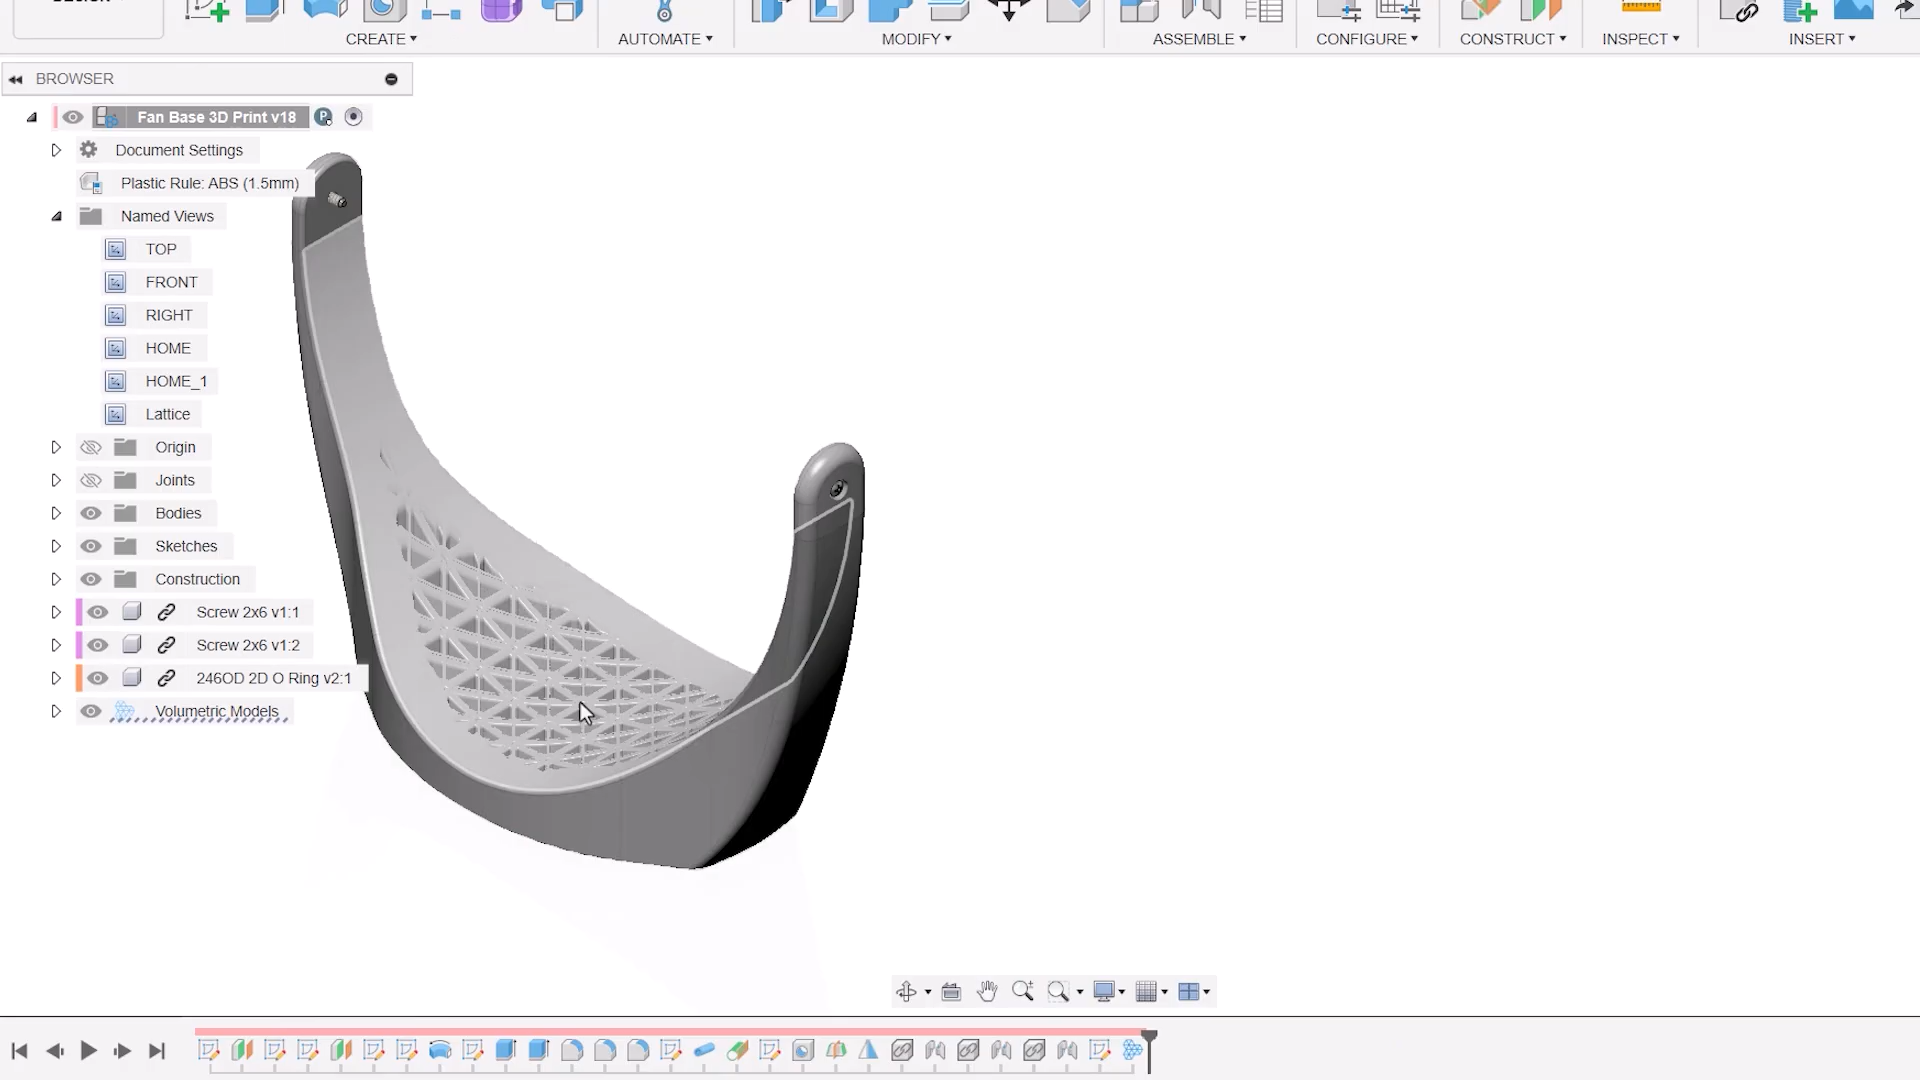 CREATE
AUTOMATE
MODIFY
ASSEMBLE
CONFIGURE
CONSTRUCT
INSPECT
INSERT
BROWSER
Fan Base 3D Print v18
Document Settings
Plastic Rule: ABS (1.5mm)
Named Views
TOP
FRONT
RIGHT
HOME
HOME_1
Lattice
Origin
Joints
Bodies
Sketches
Construction
Screw 2x6 v1:1
Screw 2x6 v1:2
246OD 2D O Ring v2:1
Volumetric Models